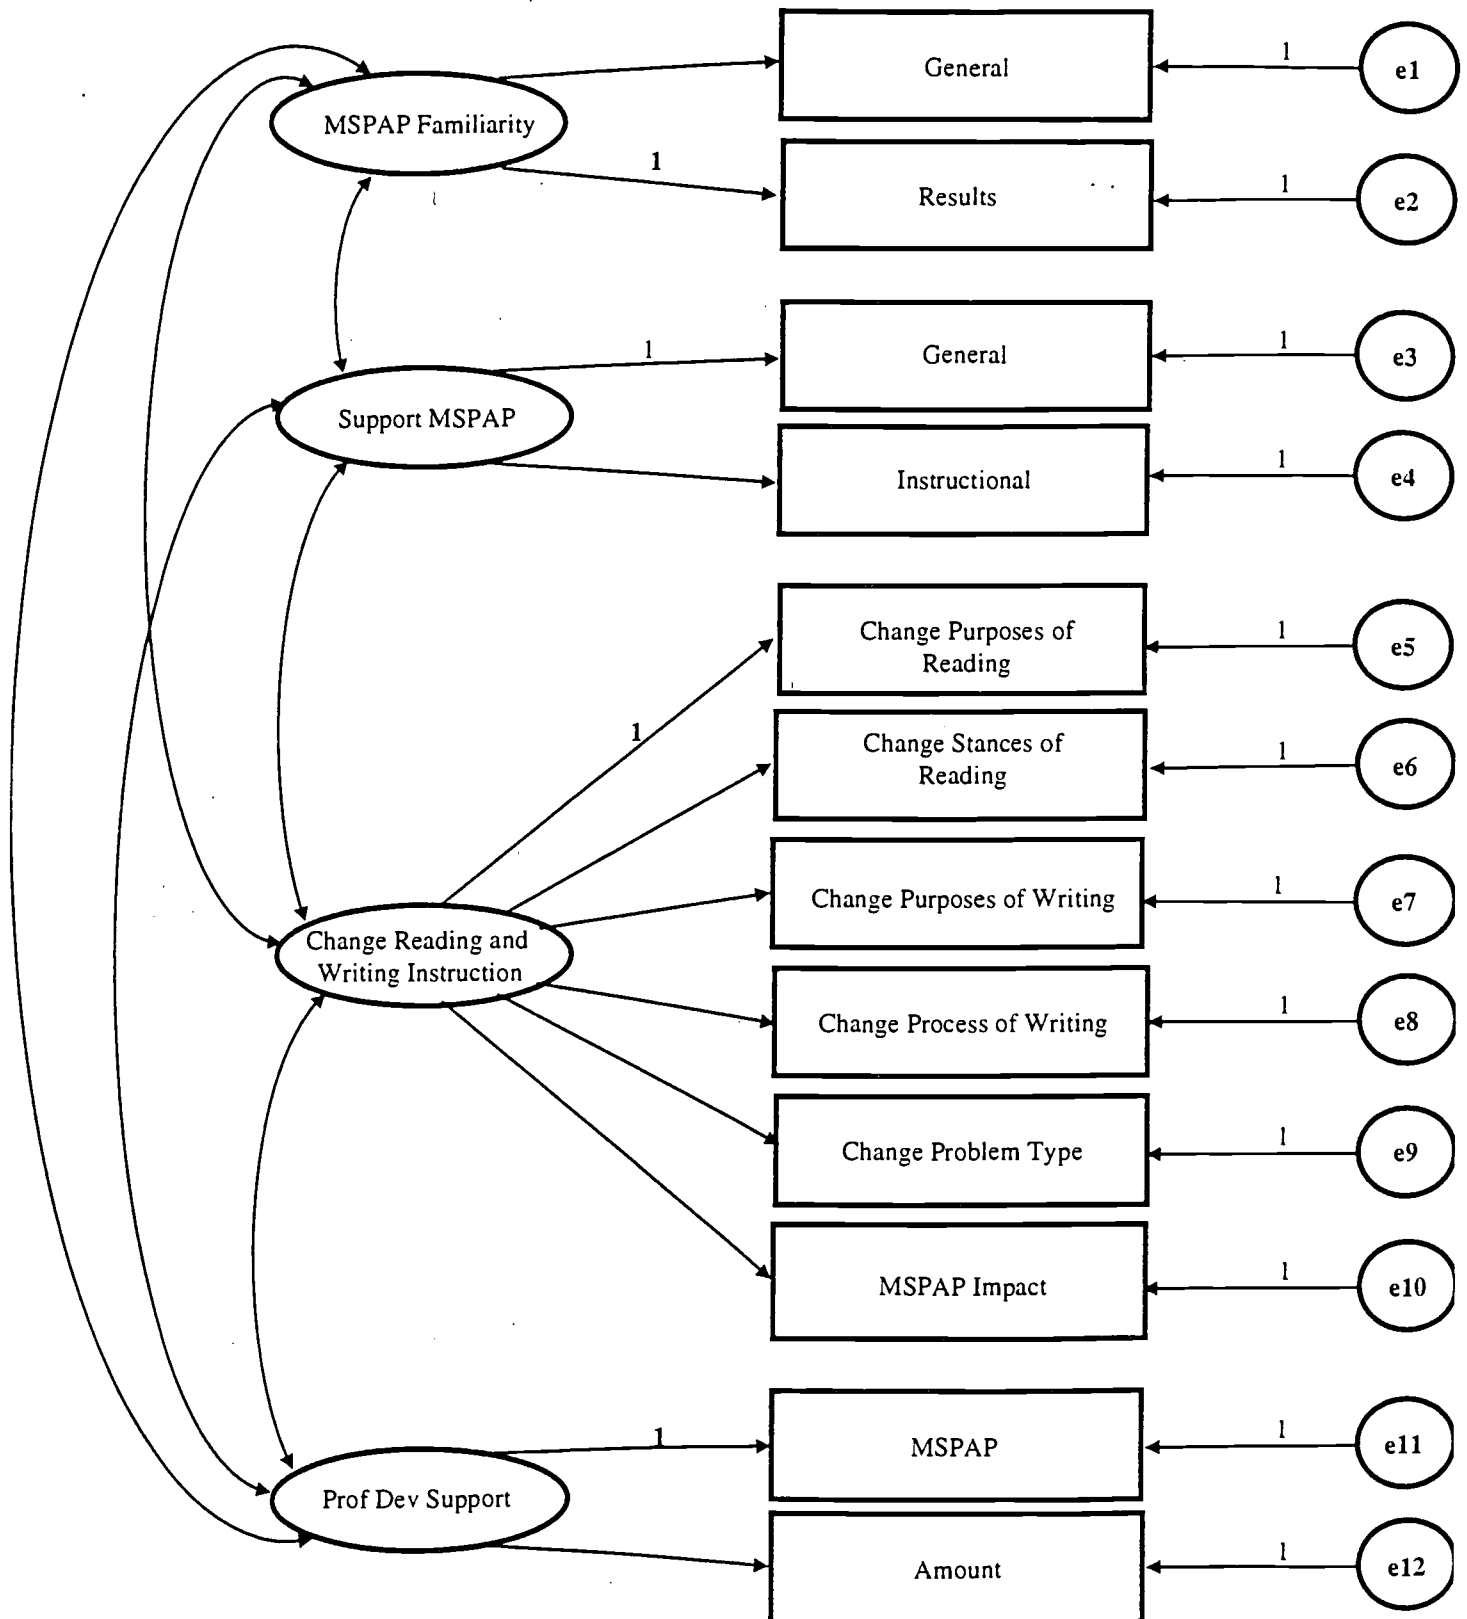 General
1
e1
MSPAP Familiarity
1
Results
1
e2
1
General
1
e3
Support MSPAP
Instructional
1
e4
Change Purposes of
Reading
1
e5
1
Change Stances of
Reading
1
e6
Change Purposes of Writing
1
e7
Change Reading and
Writing Instruction
Change Process of Writing
1
e8
Change Problem Type
1
e9
MSPAP Impact
1
e10
1
MSPAP
1
e11
Prof Dev Support
Amount
1
e12